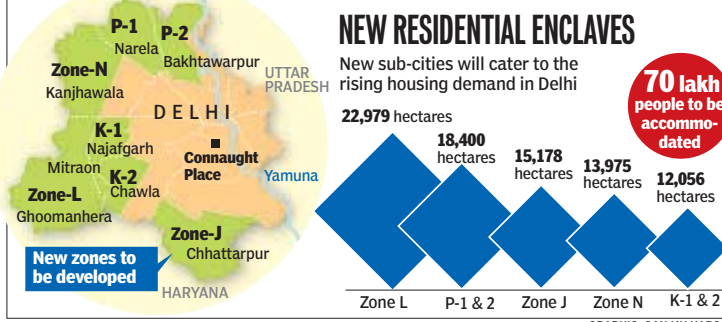 P-1
Narela
P-2
Bakhtawarpur
Zone-N
Kanjhawala
UTTAR
PRADESH
DELHI
K-1
Najafgarh
Mitraon
K-2
Chawla
Connaught
Place
Yamuna
Zone-L
Ghoomanhera
Zone-J
Chhattarpur
New zones to
be developed
HARYANA
NEW RESIDENTIAL ENCLAVES
New sub-cities will cater to the
rising housing demand in Delhi
70 lakh
people to be
accommo-
dated
22,979 hectares
18,400
hectares
15,178
hectares
13,975
hectares
12,056
hectares
Zone L P-1 & 2 Zone J Zone N K-1 & 2